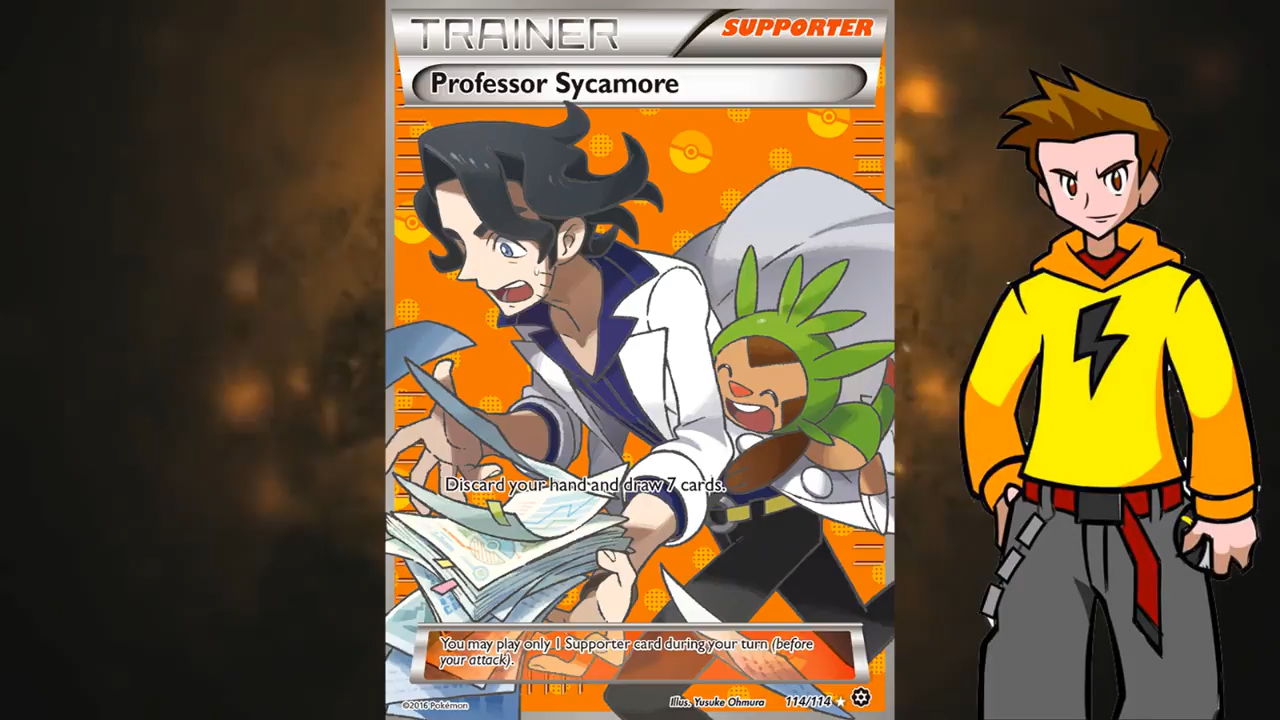 TRAINER
SUPPORTER
Professor Sycamore
Discard your hand and draw 7 cards.
You may play only 1 Supporter card during your turn (before
your attack).
©2016 Pokémon
Illus. Yusuke Ohmura
114/114